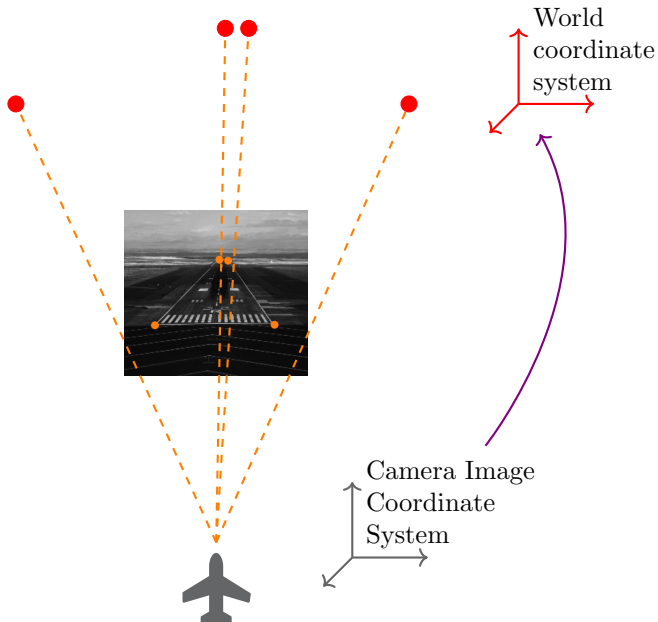 World
coordinate
system
Camera Image
Coordinate
System